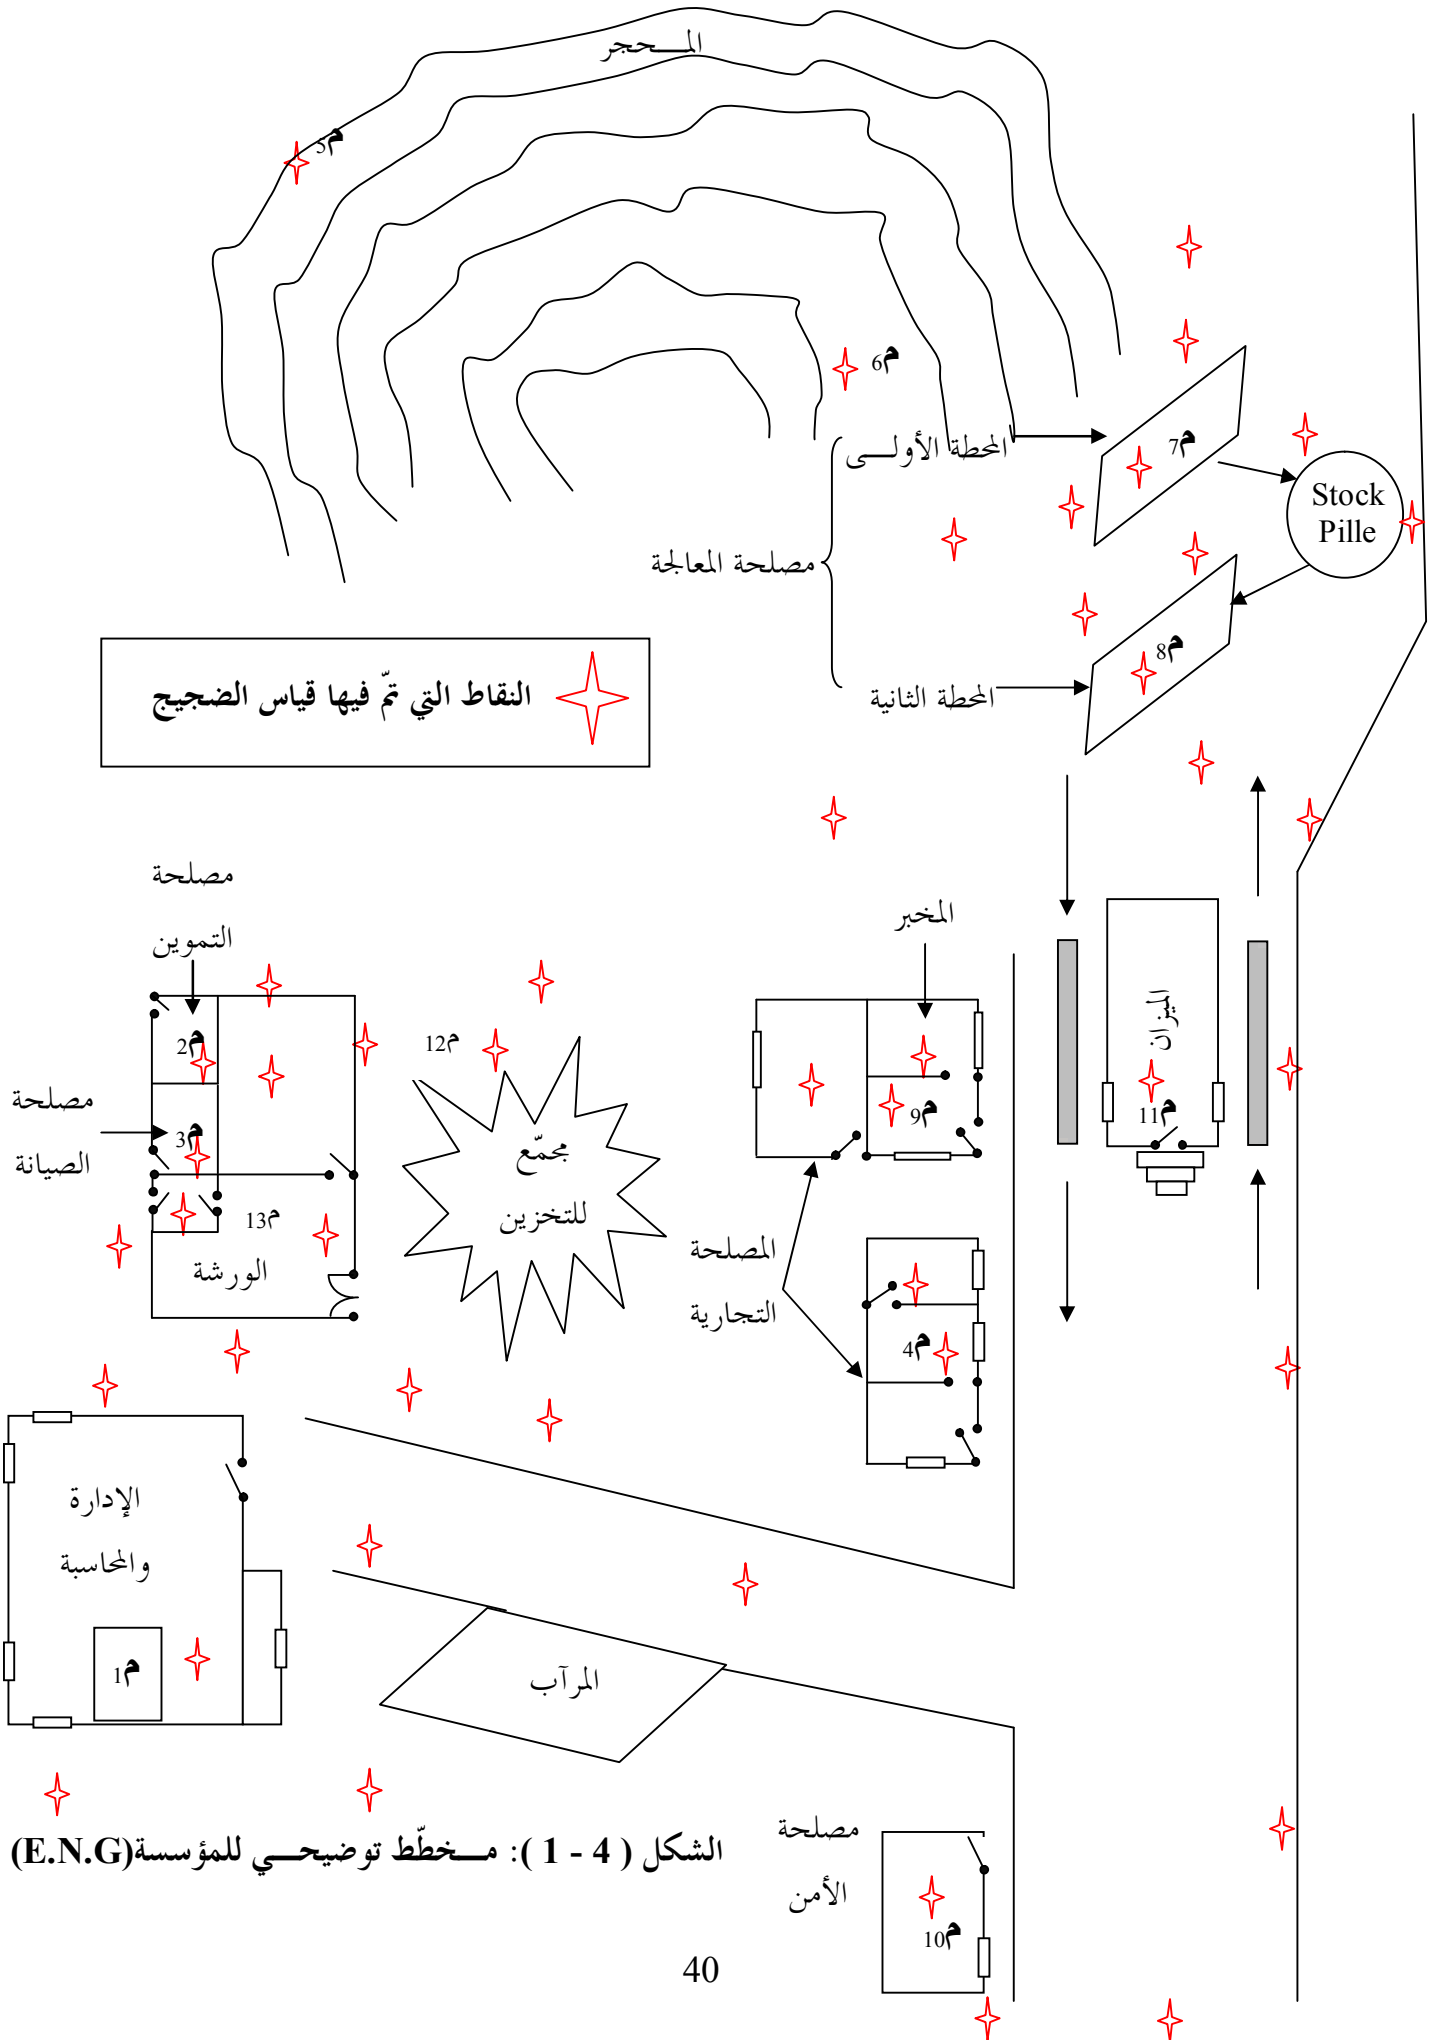 المـــحجر
م5
م6
م7
المحطة الأولـــى
Stock
Pille
مصلحة المعالجة
م8
المحطة الثانية
النقاط التي تمّ فيها قياس الضجيج
مصلحة
التموين
المخبر
الميزان
م2
م12
م9
م11
مصلحة
الصيانة
م3
مجمّع
للتخزين
م13
الورشة
المصلحة
التجارية
م4
الإدارة
والمحاسبة
م1
المرآب
مصلحة
الأمن
م10
الشكل ( 4 - 1 ): مـــخطّط توضيحـــي للمؤسسة(E.N.G)
40